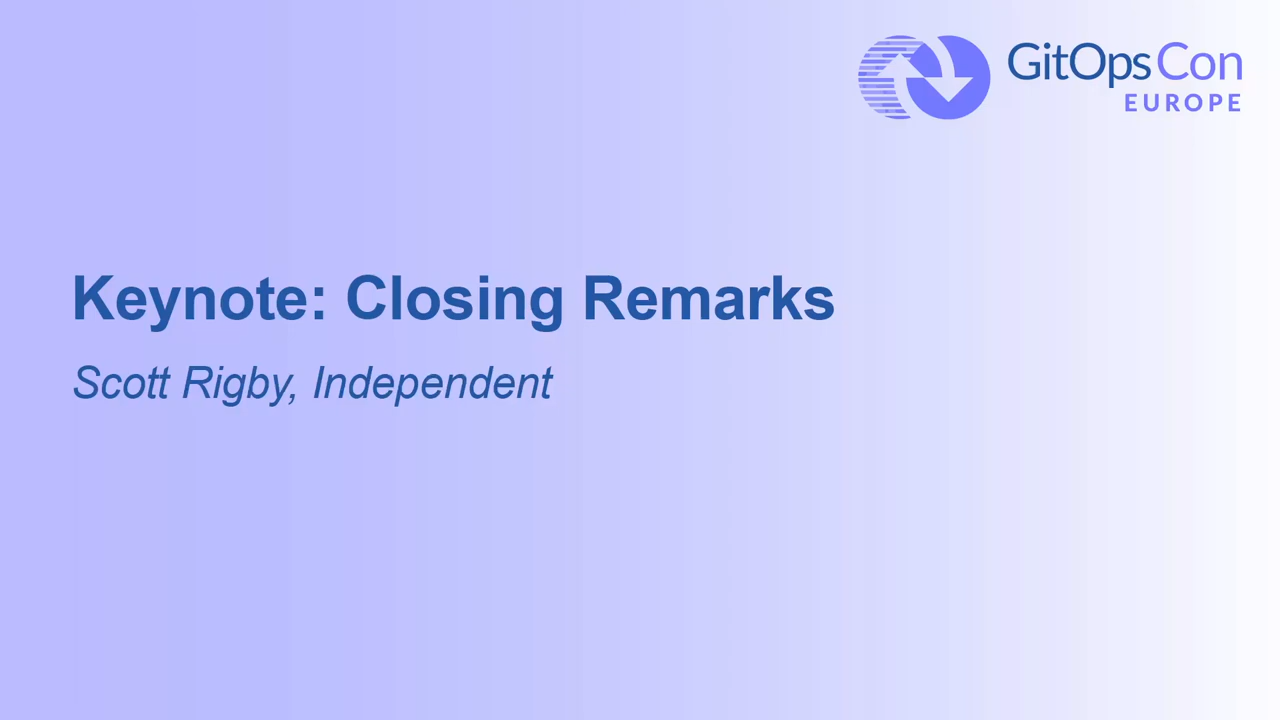 GitOpsCon
EUROPE
Keynote: Closing Remarks
Scott Rigby, Independent